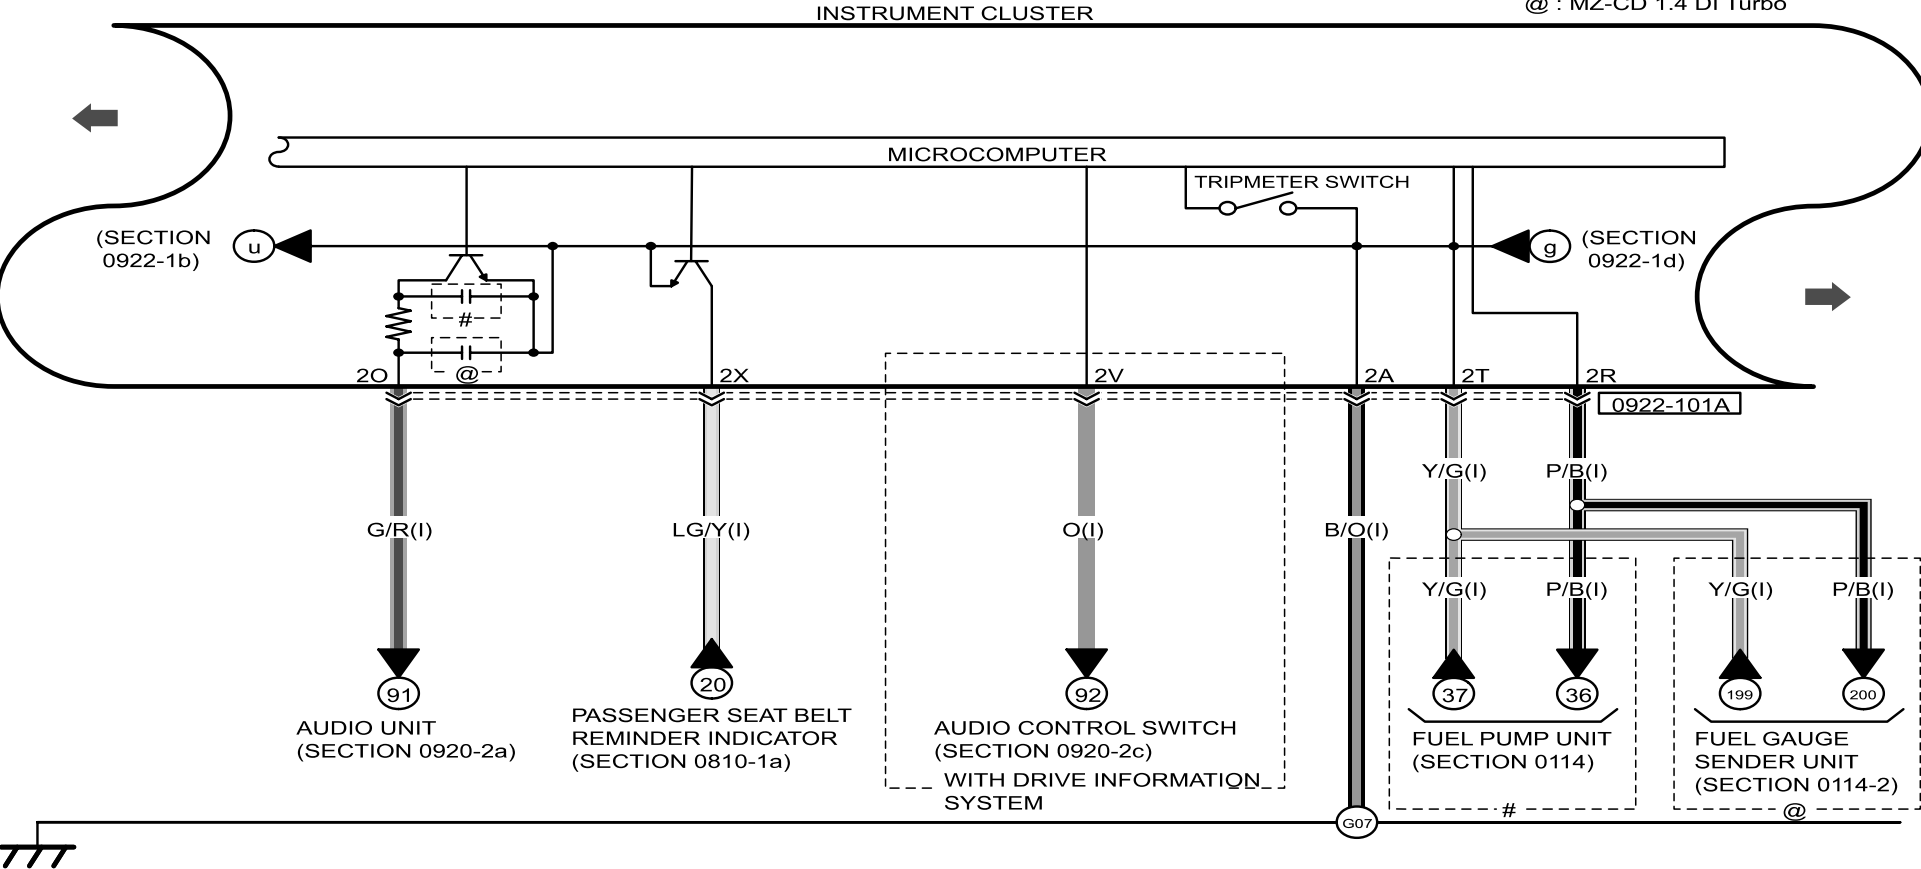 @ : MZ-CD 1.4 DI Turbo
INSTRUMENT CLUSTER
MICROCOMPUTER
TRIPMETER SWITCH
(SECTION
0922-1b)
u
g
(SECTION
0922-1d)
#
@
2O
2X
2V
2A
2T
2R
0922-101A
Y/G(I)
P/B(I)
G/R(I)
LG/Y(I)
O(I)
B/O(I)
Y/G(I)
P/B(I)
Y/G(I)
P/B(I)
91
20
92
37
36
199
200
AUDIO UNIT
(SECTION 0920-2a)
PASSENGER SEAT BELT
REMINDER INDICATOR
(SECTION 0810-1a)
AUDIO CONTROL SWITCH
(SECTION 0920-2c)
WITH DRIVE INFORMATION
SYSTEM
FUEL PUMP UNIT
(SECTION 0114)
FUEL GAUGE
SENDER UNIT
(SECTION 0114-2)
#
@
G07